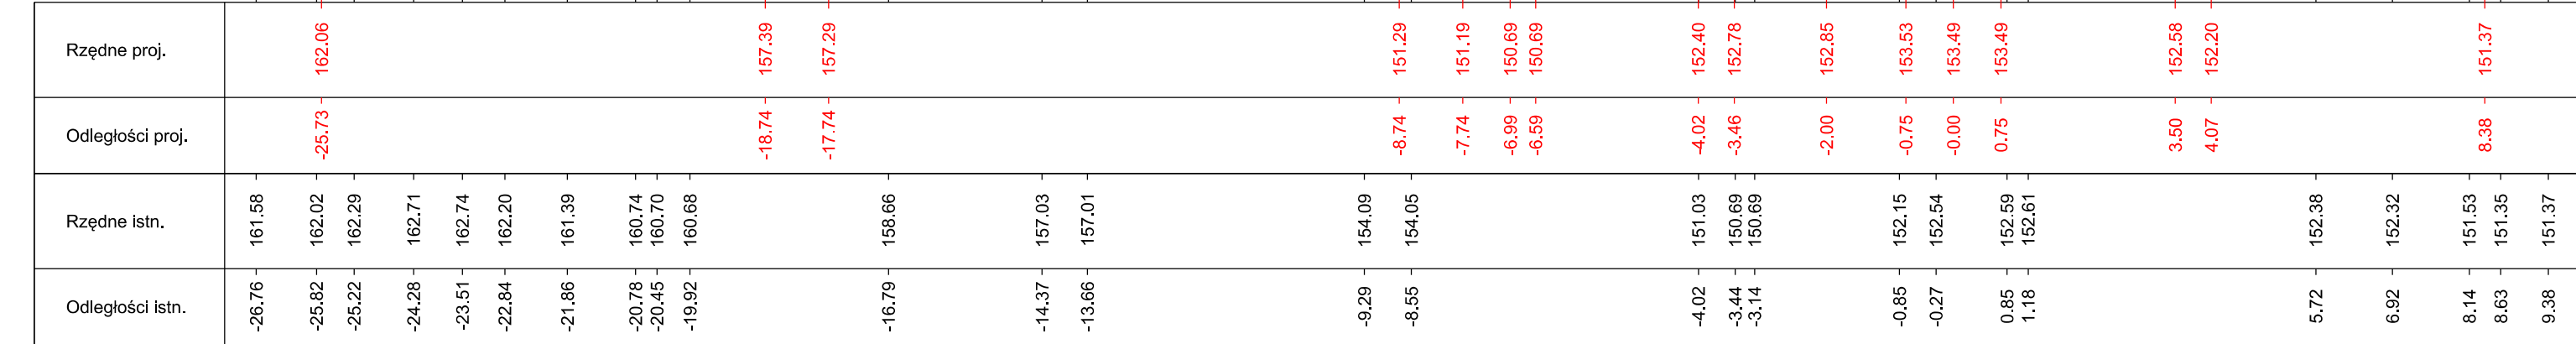 Rzędne proj. 162.06 157.39 157.29 151.29 151.19 150.69 150.69 152.40 152.78 152.85 153.53 153.49 153.49 152.58 152.20 151.37
Odległości proj. -25.73 -18.74 -17.74 -8.74 -7.74 -6.99 -6.59 -4.02 -3.46 -2.00 -0.75 -0.00 0.75 3.50 4.07 8.38
Rzędne istn. 161.58 162.02 162.29 162.71 162.74 162.20 161.39 160.74 160.70 160.68 158.66 157.03 157.01 154.09 154.05 151.03 150.69 150.69 152.15 152.54 152.59 152.61 152.38 152.32 151.53 151.35 151.37
Odległości istn. -26.76 -25.82 -25.22 -24.28 -23.51 -22.84 -21.86 -20.78 -20.45 -19.92 -16.79 -14.37 -13.66 -9.29 -8.55 -4.02 -3.44 -3.14 -0.85 -0.27 0.85 1.18 5.72 6.92 8.14 8.63 9.38